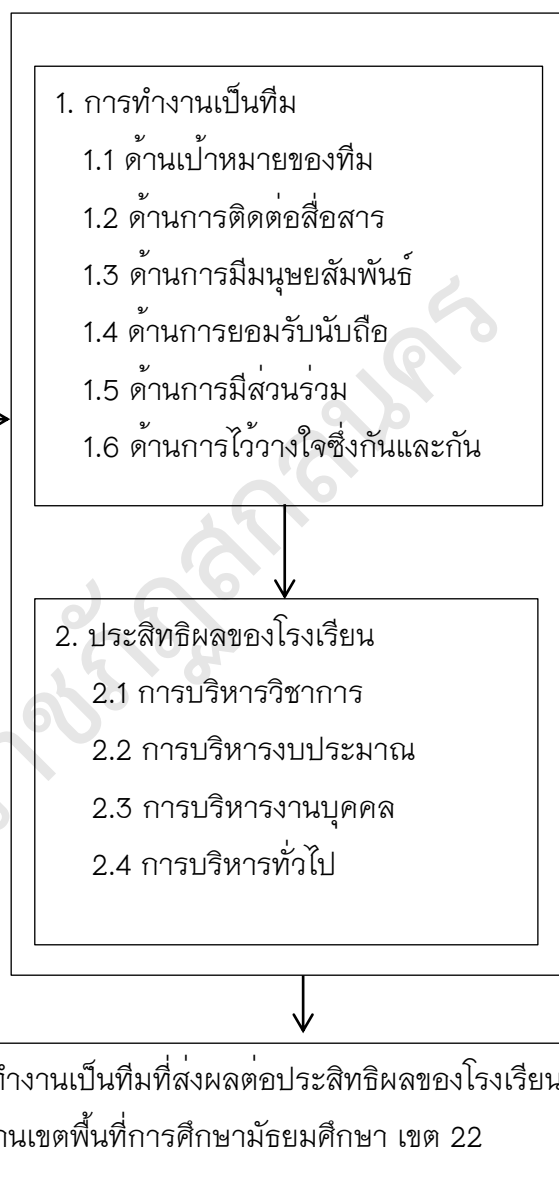 1. การทำงานเป็นทีม
1.1 ด้านเป้าหมายของทีม
1.2 ด้านการติดต่อสื่อสาร
1.3 ด้านการมีมนุษยสัมพันธ์
1.4 ด้านการยอมรับนับถือ
1.5 ด้านการมีส่วนร่วม
1.6 ด้านการไว้วางใจซึ่งกันและกัน
2. ประสิทธิผลของโรงเรียน
2.1 การบริหารวิชาการ
2.2 การบริหารงบประมาณ
2.3 การบริหารงานบุคคล
2.4 การบริหารทั่วไป
ทำงานเป็นทีมที่ส่งผลต่อประสิทธิผลของโรงเรียน
านเขตพื้นที่การศึกษามัธยมศึกษา เขต 22
ราชภัฏสกลนคร